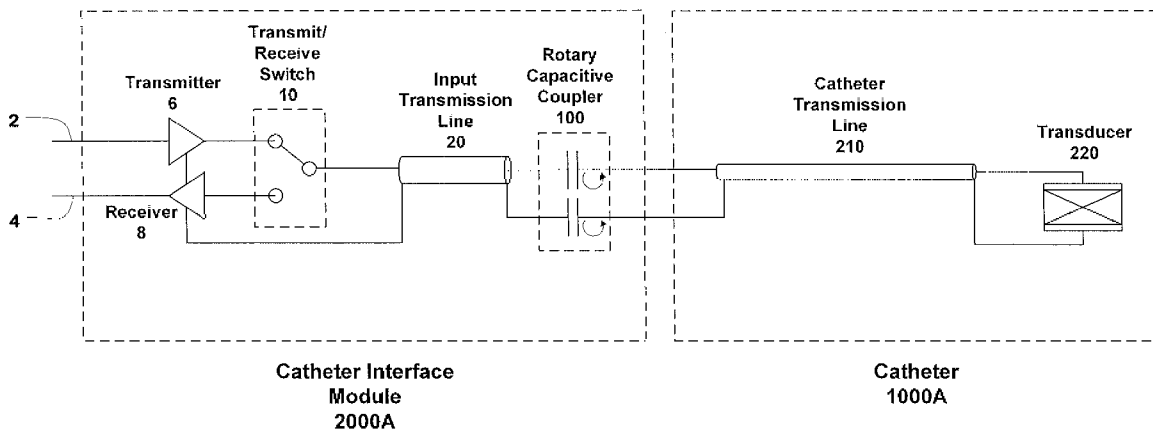 Transmit/
Receive
Switch
10
Transmitter
6
Input
Transmission
Line
20
Rotary
Capacitive
Coupler
100
Catheter
Transmission
Line
210
Transducer
220
2
4
Receiver
8
Catheter Interface
Module
2000A
Catheter
1000A